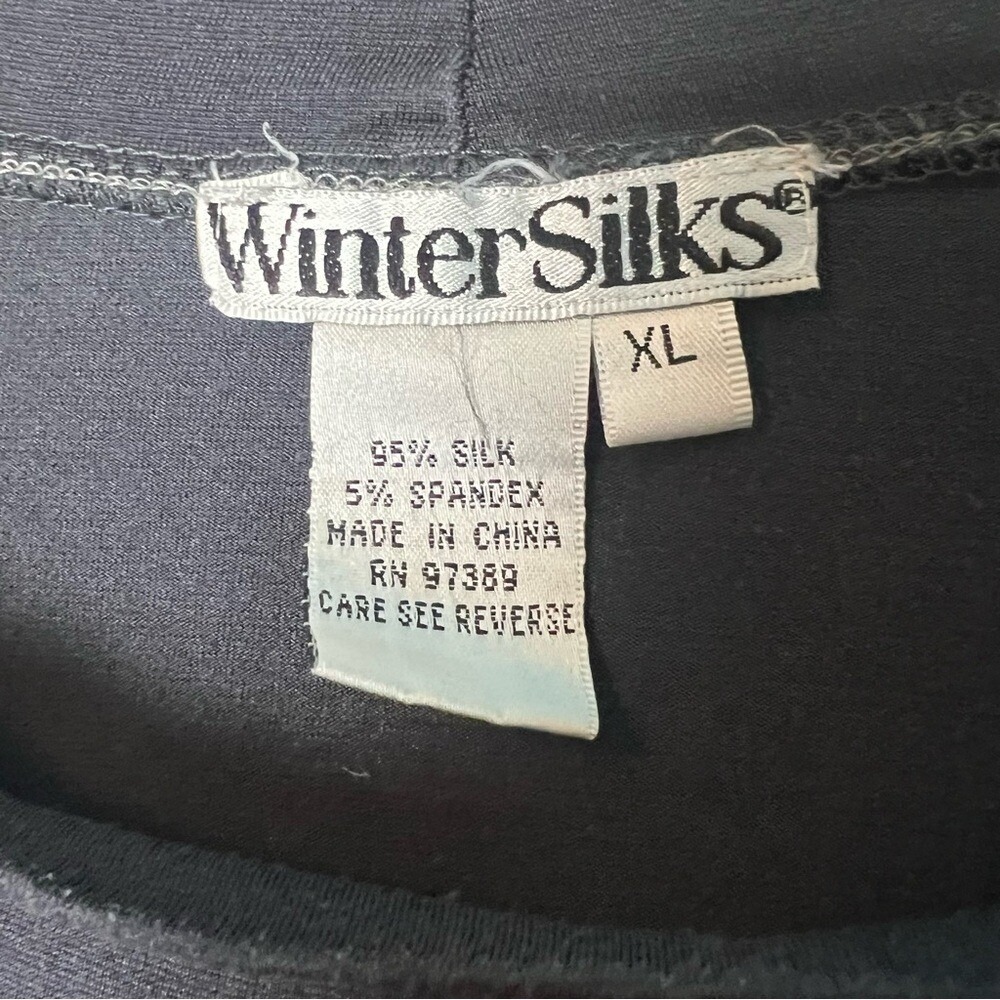 WinterSilks®
XL
95% SILK
5% SPANDEX
MADE IN CHINA
RN 97389
CARE SEE REVERSE